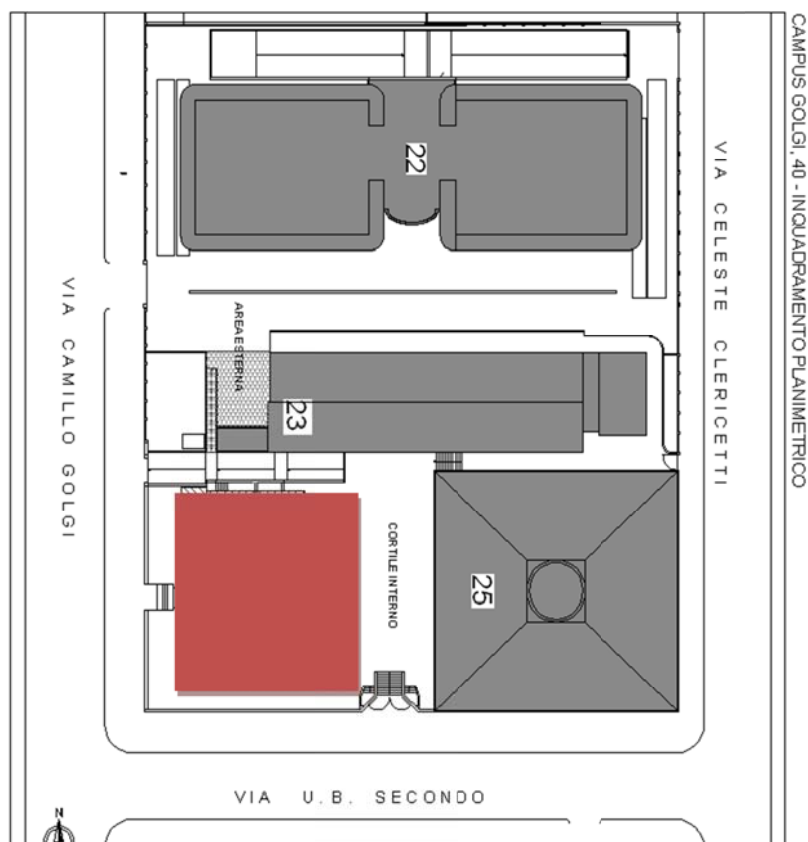 CAMPUS GOLGI, 40 - INQUADRAMENTO PLANIMETRICO
22
VIA CELESTE CLERICETTI
VIA CAMILLO GOLGI
AREA ESTERNA
23
CORTILE INTERNO
25
VIA U.B. SECONDO
N